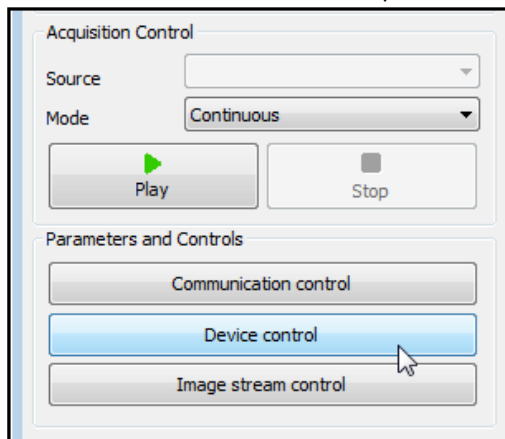 Acquisition Control
Source
Mode Continuous
Play Stop
Parameters and Controls
Communication control
Device control
Image stream control